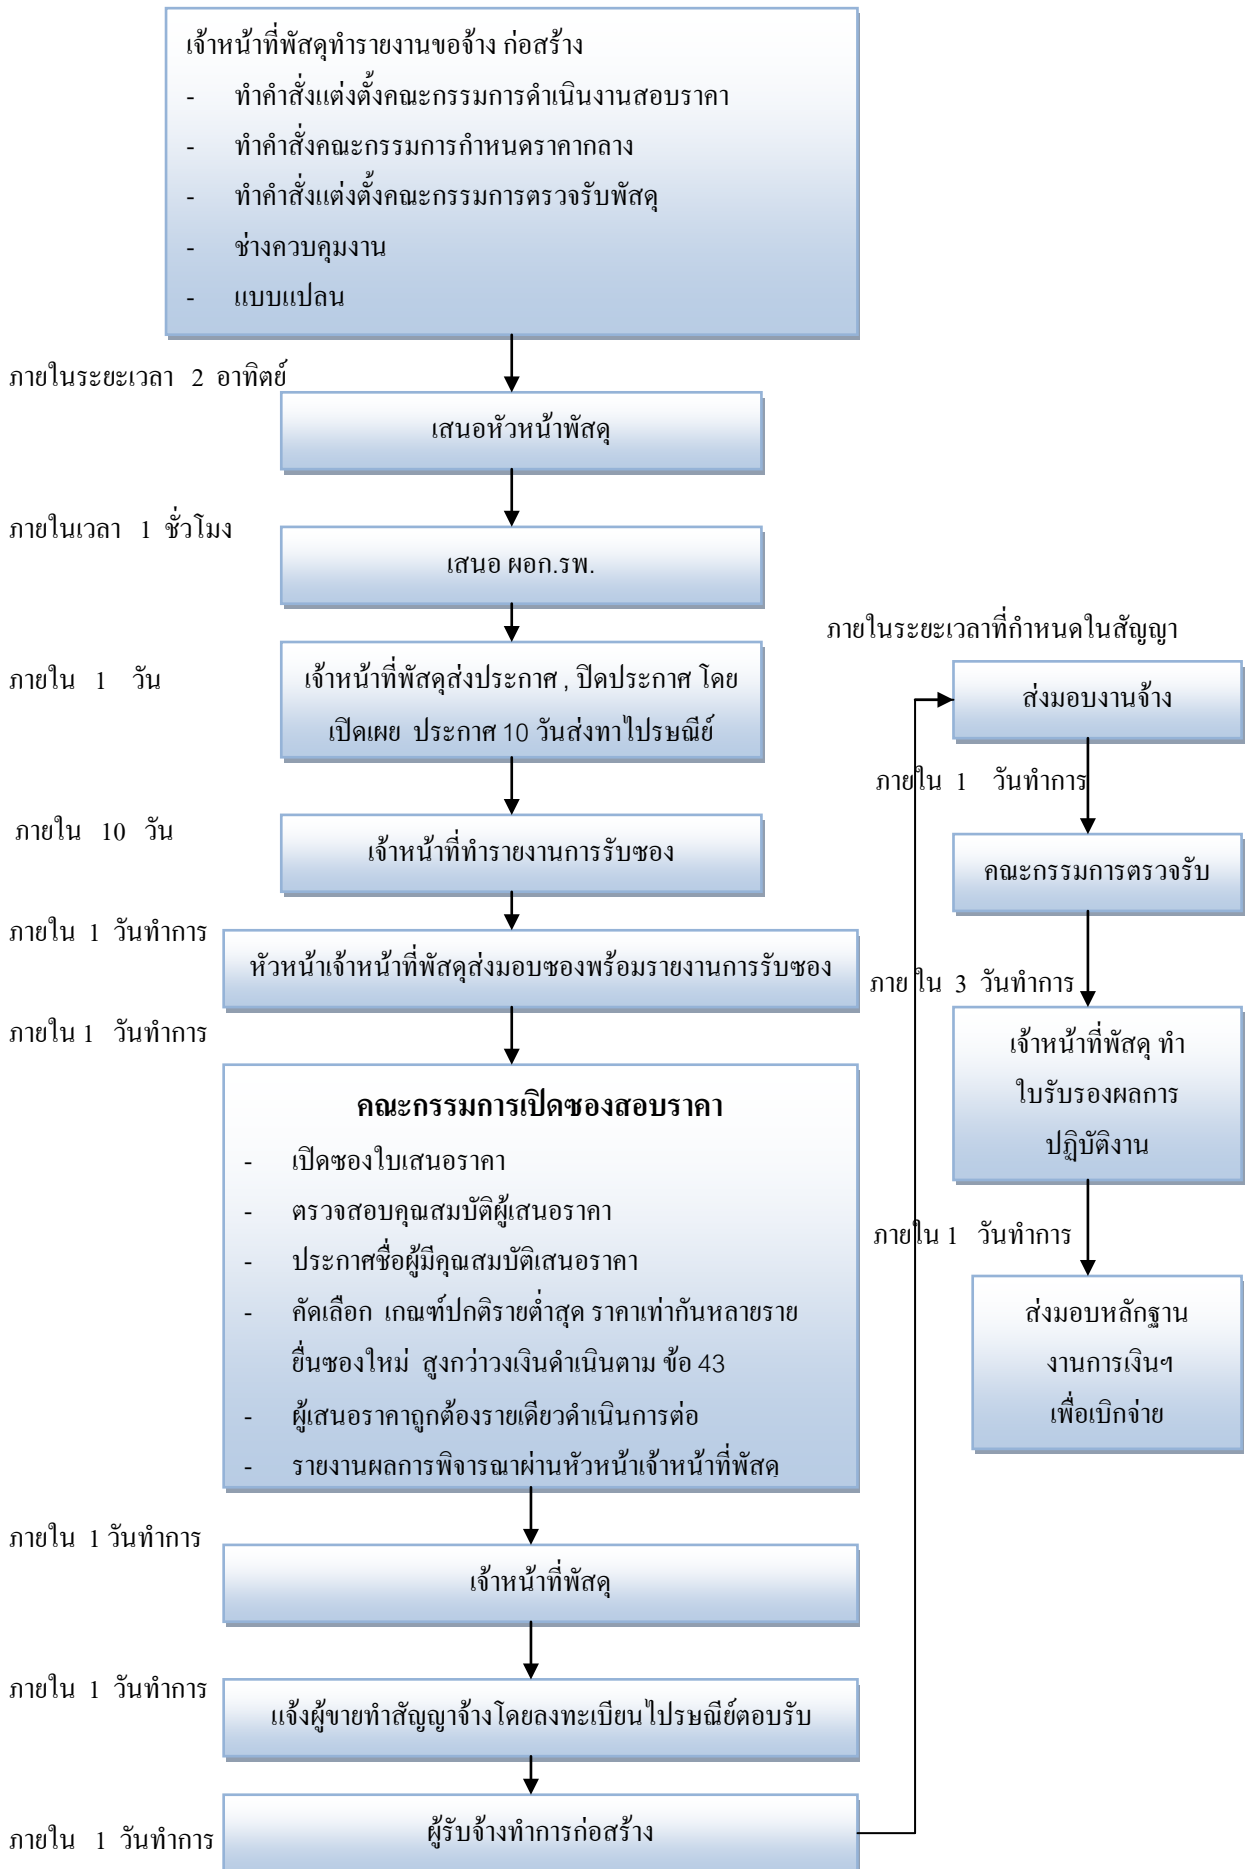 เจ้าหน้าที่พัสดุทำรายงานขอจ้าง ก่อสร้าง
- ทำคำสั่งแต่งตั้งคณะกรรมการดำเนินงานสอบราคา
- ทำคำสั่งคณะกรรมการกำหนดราคากลาง
- ทำคำสั่งแต่งตั้งคณะกรรมการตรวจรับพัสดุ
- ช่างควบคุมงาน
- แบบแปลน
ภายในระยะเวลา 2 อาทิตย์
เสนอหัวหน้าพัสดุ
ภายในเวลา 1 ชั่วโมง
เสนอ ผอก.รพ.
ภายใน 1 วัน
เจ้าหน้าที่พัสดุส่งประกาศ , ปิดประกาศ โดย
เปิดเผย ประกาศ 10 วันส่งทาไปรษณีย์
ภายใน 10 วัน
เจ้าหน้าที่ทำรายงานการรับซอง
ภายใน 1 วันทำการ
หัวหน้าเจ้าหน้าที่พัสดุส่งมอบซองพร้อมรายงานการรับซอง
ภายใน 1 วันทำการ
คณะกรรมการเปิดซองสอบราคา
- เปิดซองใบเสนอราคา
- ตรวจสอบคุณสมบัติผู้เสนอราคา
- ประกาศชื่อผู้มีคุณสมบัติเสนอราคา
- คัดเลือก เกณฑ์ปกติรายต่ำสุด ราคาเท่ากันหลายราย
ยื่นซองใหม่ สูงกว่าวงเงินดำเนินตาม ข้อ 43
- ผู้เสนอราคาถูกต้องรายเดียวดำเนินการต่อ
- รายงานผลการพิจารณาผ่านหัวหน้าเจ้าหน้าที่พัสดุ
ภายใน 1 วันทำการ
เจ้าหน้าที่พัสดุ
ภายใน 1 วันทำการ
แจ้งผู้ขายทำสัญญาจ้างโดยลงทะเบียนไปรษณีย์ตอบรับ
ภายใน 1 วันทำการ
ผู้รับจ้างทำการก่อสร้าง
ภายในระยะเวลาที่กำหนดในสัญญา
ส่งมอบงานจ้าง
ภายใน 1 วันทำการ
คณะกรรมการตรวจรับ
ภายใน 3 วันทำการ
เจ้าหน้าที่พัสดุ ทำ
ใบรับรองผลการ
ปฏิบัติงาน
ภายใน 1 วันทำการ
ส่งมอบหลักฐาน
งานการเงินฯ
เพื่อเบิกจ่าย